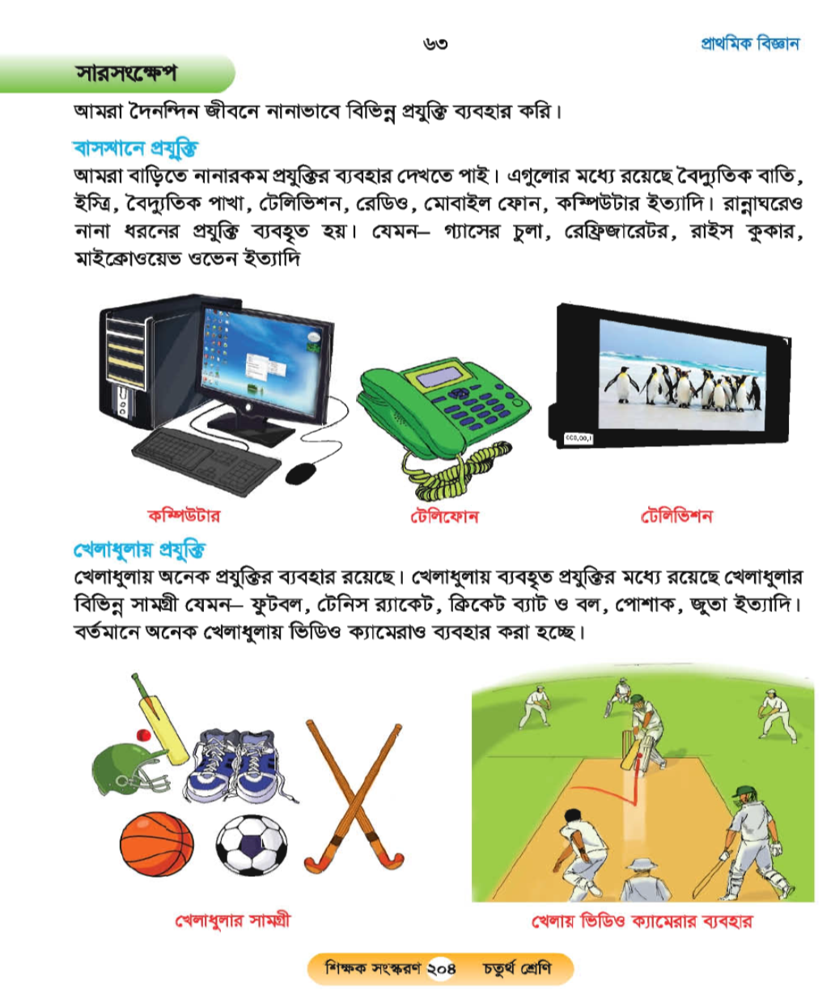 ৬৩
প্রাথমিক বিজ্ঞান
সারসংক্ষেপ
আমরা দৈনন্দিন জীবনে নানাভাবে বিভিন্ন প্রযুক্তি ব্যবহার করি।
বাসস্থানে প্রযুক্তি
আমরা বাড়িতে নানারকম প্রযুক্তির ব্যবহার দেখতে পাই। এগুলোর মধ্যে রয়েছে বৈদ্যুতিক বাতি,
ইস্ত্রি, বৈদ্যুতিক পাখা, টেলিভিশন, রেডিও, মোবাইল ফোন, কম্পিউটার ইত্যাদি। রান্নাঘরেও
নানা ধরনের প্রযুক্তি ব্যবহৃত হয়। যেমন– গ্যাসের চুলা, রেফ্রিজারেটর, রাইস কুকার,
মাইক্রোওয়েভ ওভেন ইত্যাদি
কম্পিউটার
টেলিফোন
টেলিভিশন
খেলাধুলায় প্রযুক্তি
খেলাধুলায় অনেক প্রযুক্তির ব্যবহার রয়েছে। খেলাধুলায় ব্যবহৃত প্রযুক্তির মধ্যে রয়েছে খেলাধুলার
বিভিন্ন সামগ্রী যেমন– ফুটবল, টেনিস র‍্যাকেট, ক্রিকেট ব্যাট ও বল, পোশাক, জুতা ইত্যাদি।
বর্তমানে অনেক খেলাধুলায় ভিডিও ক্যামেরাও ব্যবহার করা হচ্ছে।
খেলাধুলার সামগ্রী
খেলায় ভিডিও ক্যামেরার ব্যবহার
শিক্ষক সংস্করণ ২০৪ চতুর্থ শ্রেণি